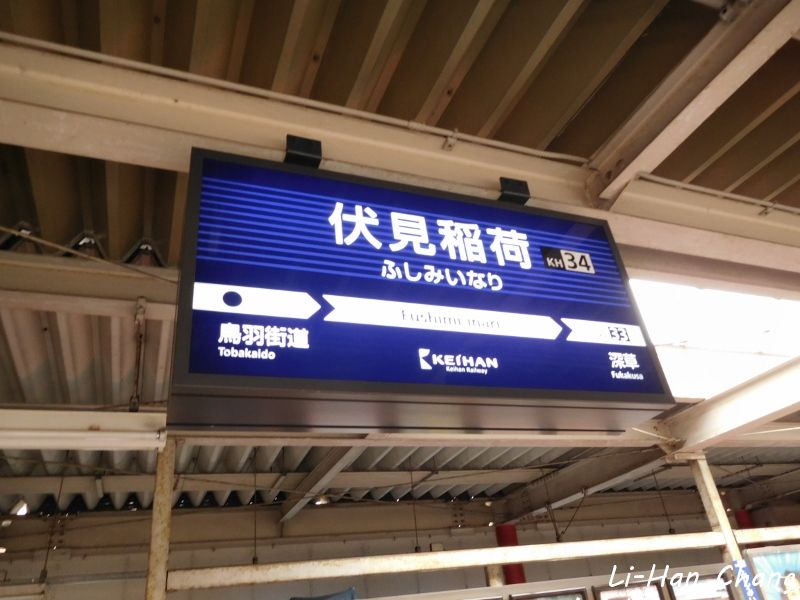 伏見稲荷
KH34
ふしみいなり
Fushimi-inari
33
鳥羽街道
Tobakaido
深草
Fukakusa
KEIHAN
Keihan Railway
Li-Han Chang